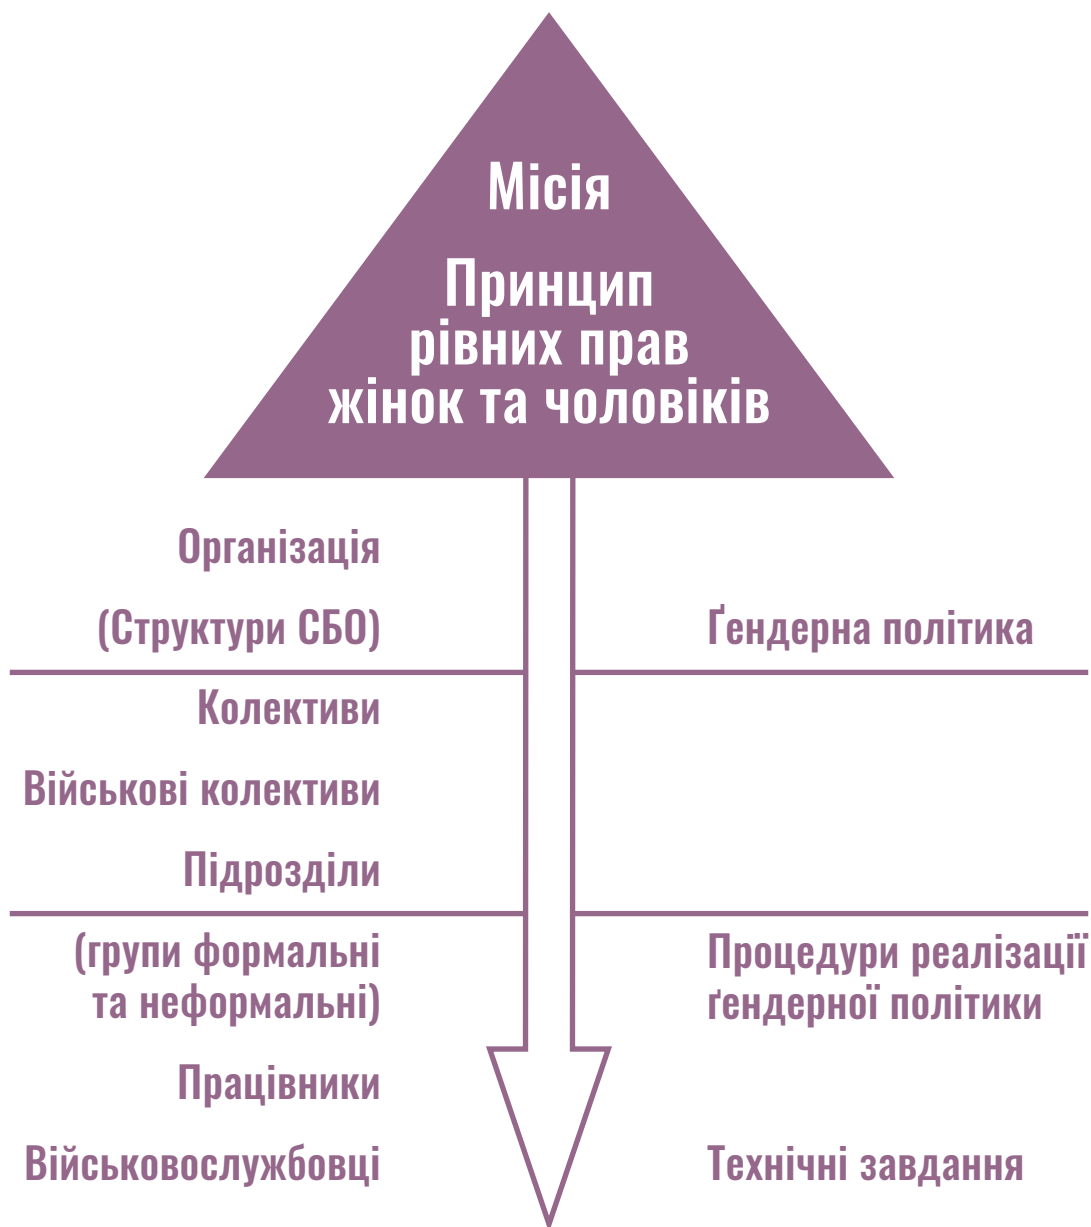 Місія
Принцип
рівних прав
жінок та чоловіків
Організація
(Структури СБО)
Ґендерна політика
Колективи
Військові колективи
Підрозділи
(групи формальні
та неформальні)
Процедури реалізації
ґендерної політики
Працівники
Військовослужбовці
Технічні завдання